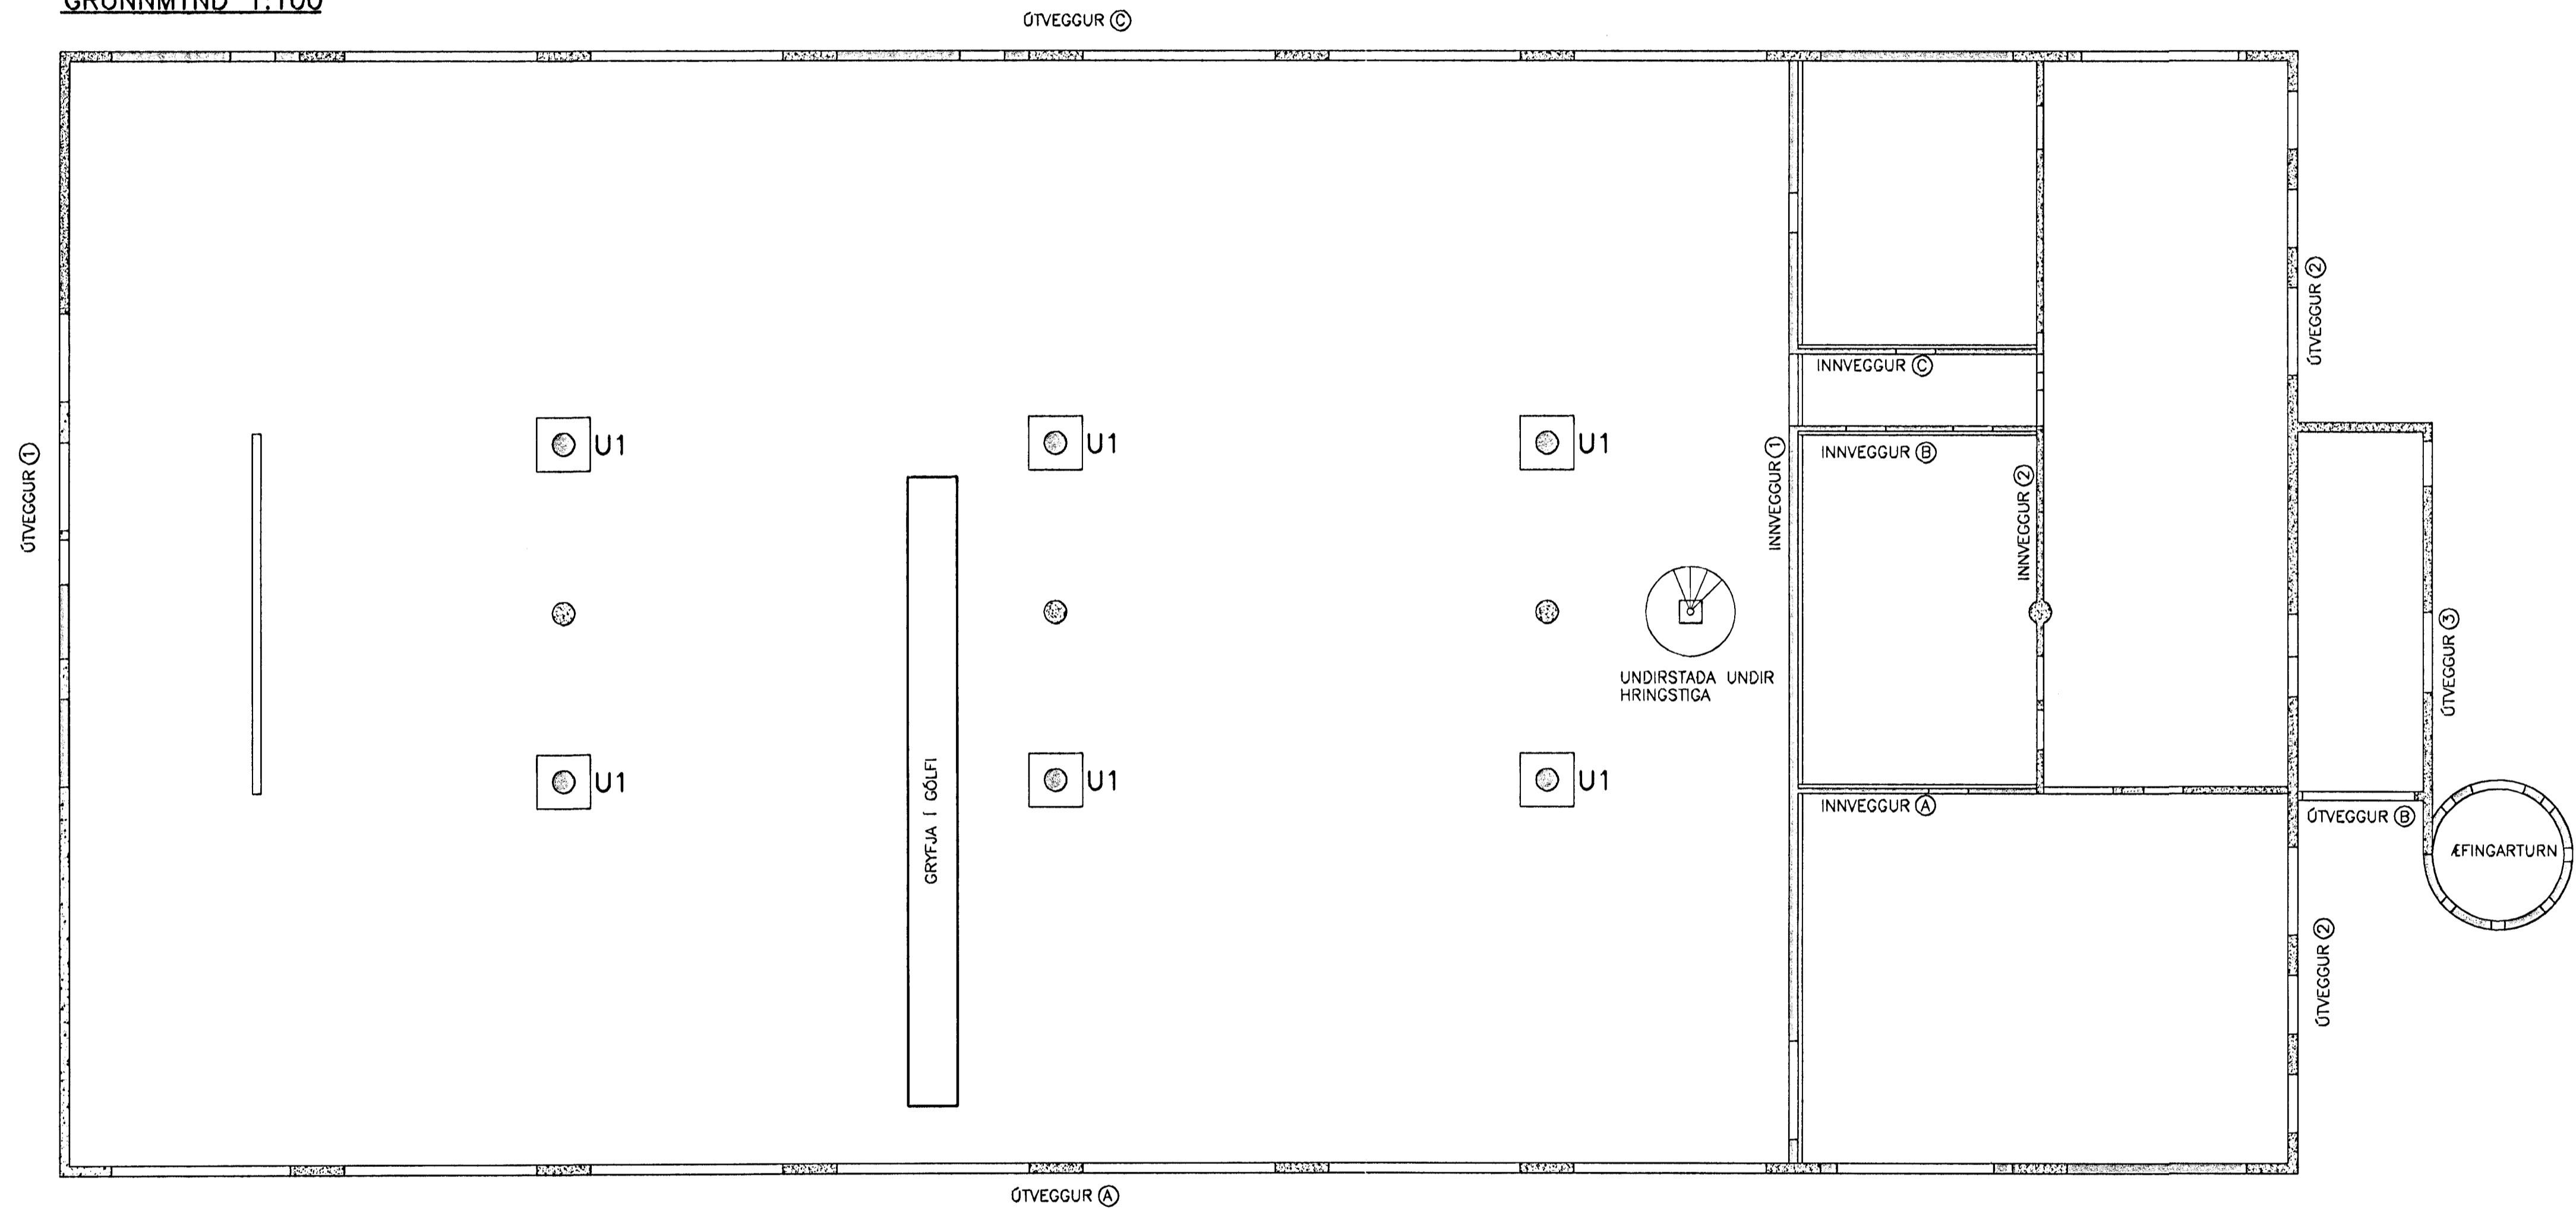 GRUNNMYND 1:100
ÚTVEGGUR C
ÚTVEGGUR 2
INNVEGGUR C
U1
U1
U1
INNVEGGUR B
ÚTVEGGUR 1
INNVEGGUR 1
INNVEGGUR 2
UNDIRSTAÐA UNDIR
HRINGSTIGA
ÚTVEGGUR 3
U1
U1
U1
GRYFJA Í GÓLFI
INNVEGGUR A
ÚTVEGGUR B
ÆFINGARTURN
ÚTVEGGUR 2
ÚTVEGGUR A